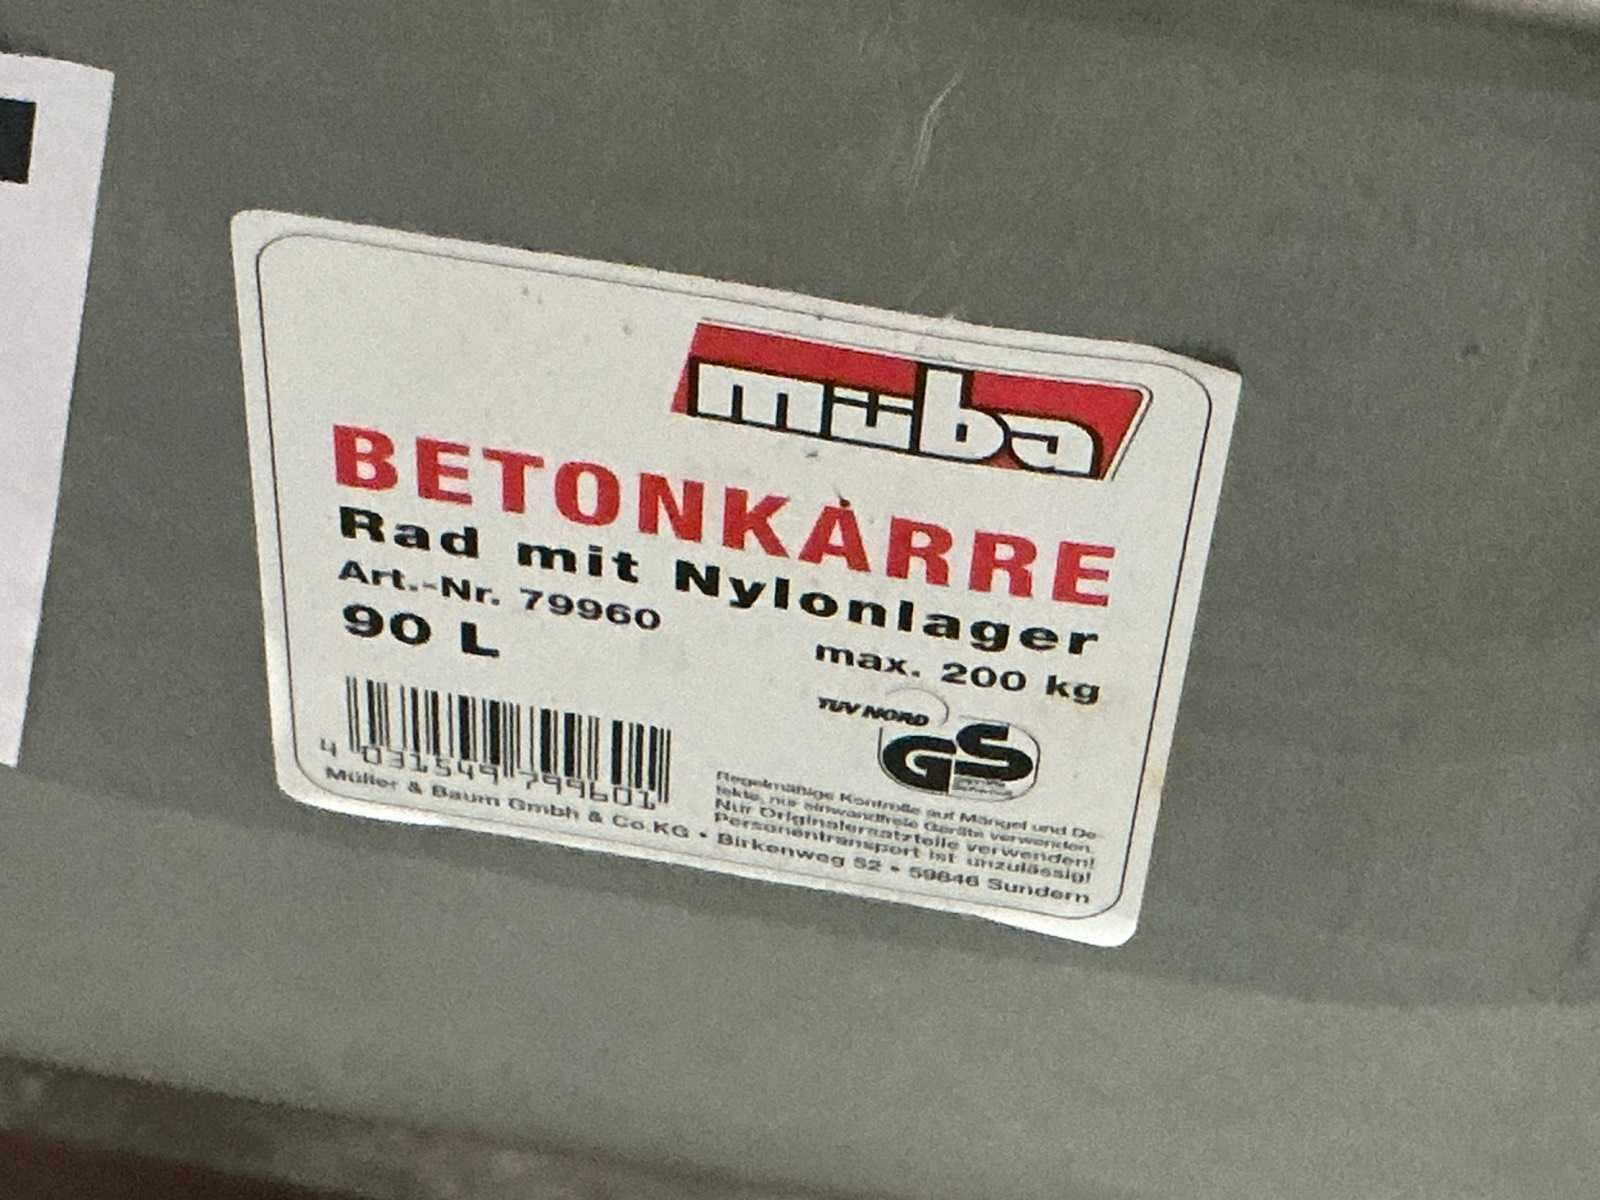 müba
BETONKARRE
Rad mit Nylonlager
Art.-Nr. 79960
90 L
max. 200 kg
TÜV NORD
GS
4 031549 799601
Regelmäßige Kontrolle auf Mängel und De-
fekte, nur einwandfreie Geräte verwenden.
Nur Originalersatzteile verwenden!
Personentransport ist unzulässig!
Müller & Baum GmbH & Co.KG • Birkenweg 52 • 59846 Sundern